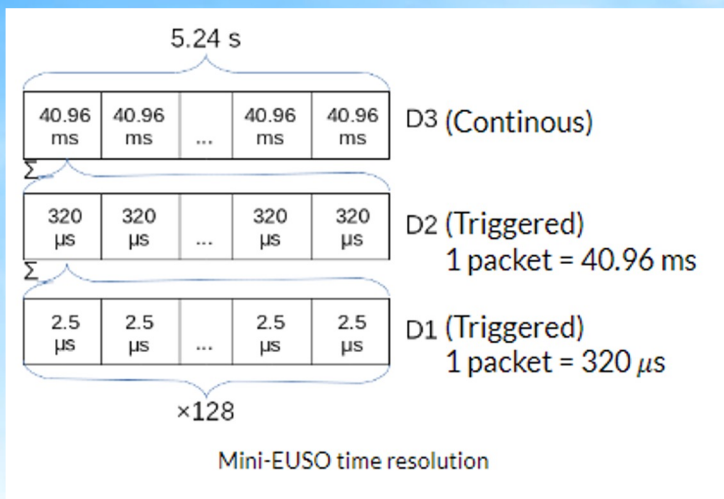 5.24 s
40.96 ms 40.96 ms ... 40.96 ms 40.96 ms D3 (Continous)
Σ
320 µs 320 µs ... 320 µs 320 µs D2 (Triggered)
1 packet = 40.96 ms
Σ
2.5 µs 2.5 µs ... 2.5 µs 2.5 µs D1 (Triggered)
1 packet = 320 µs
×128
Mini-EUSO time resolution